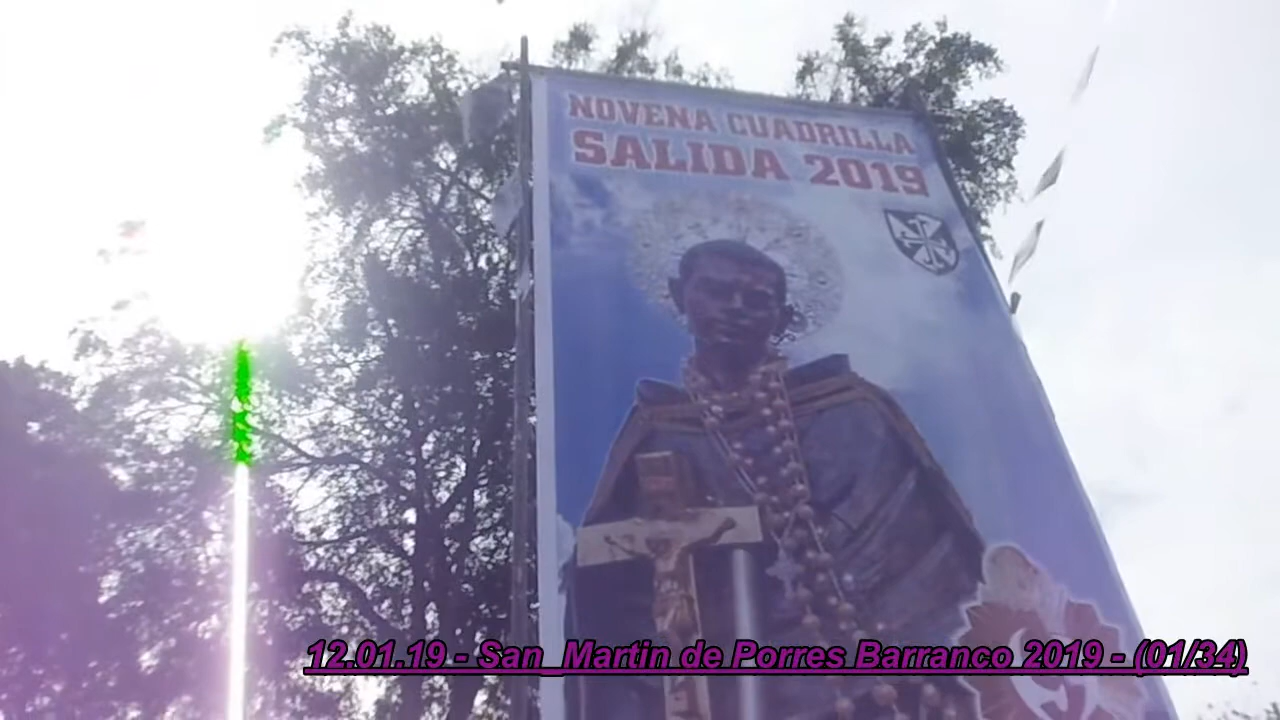 NOVENA CUADRILLA
SALIDA 2019
12.01.19 - San_Martin de Porres Barranco 2019 - (01/34)